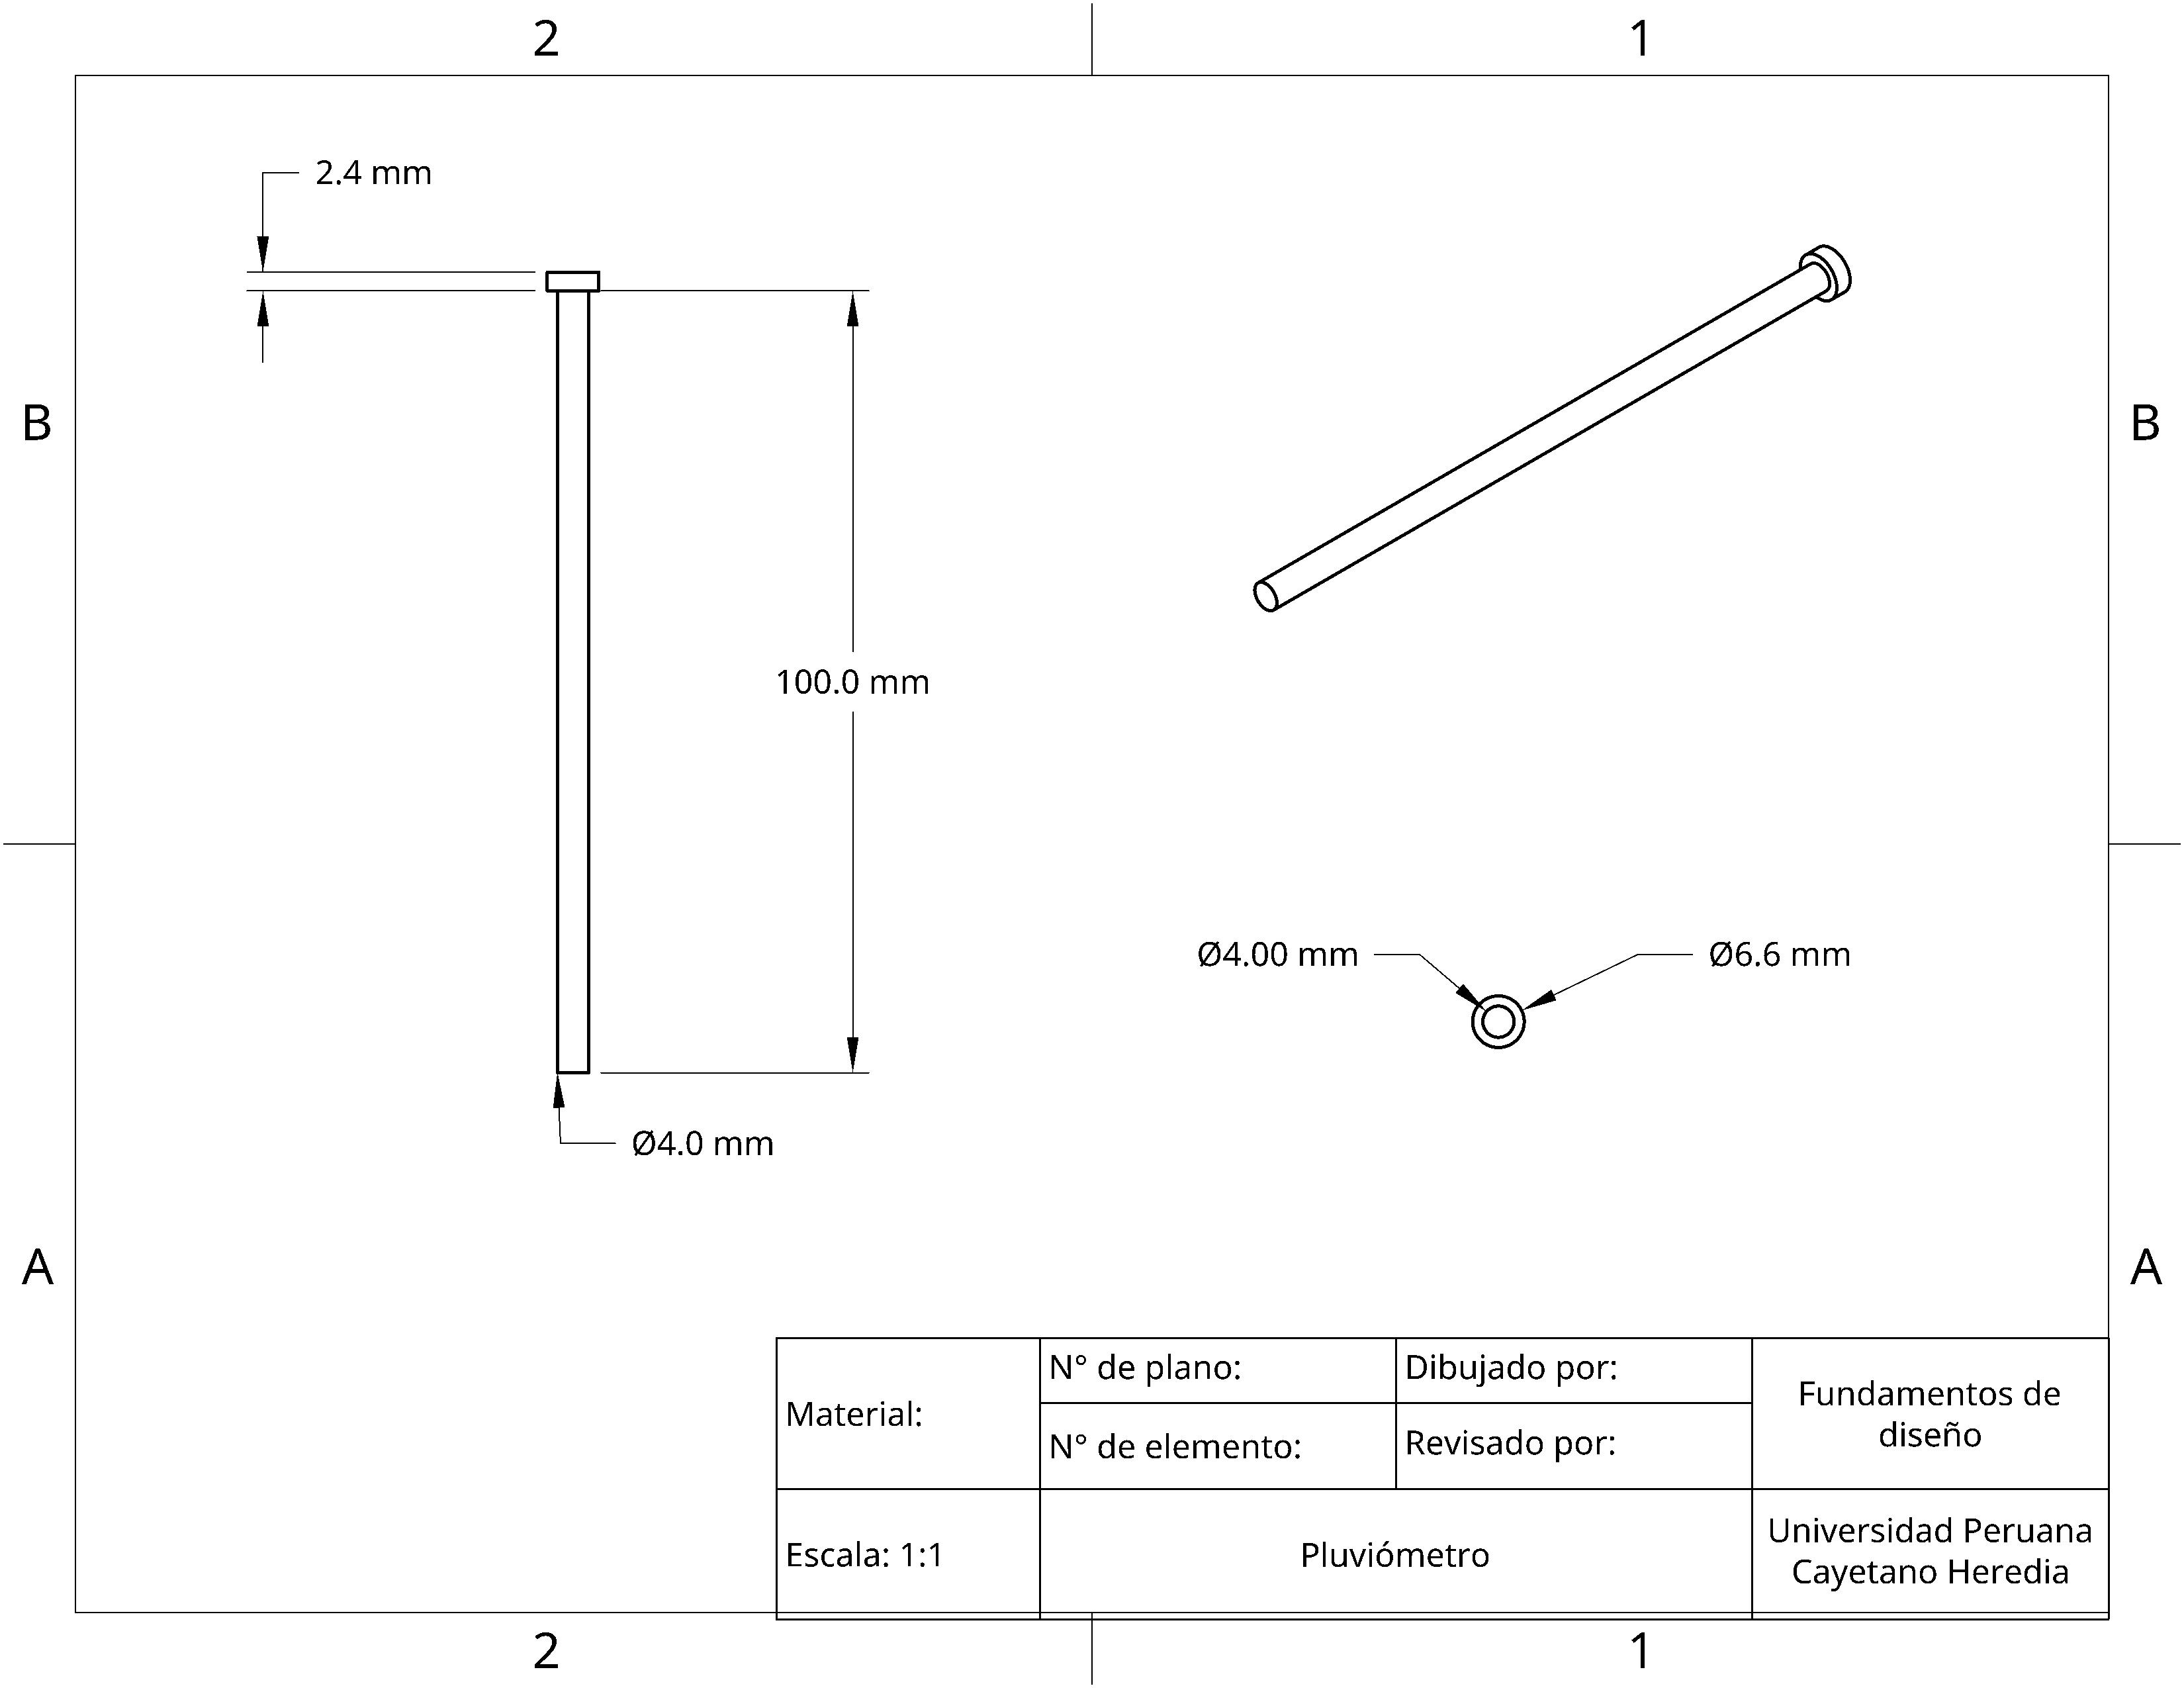 2
1
2.4 mm
B
B
100.0 mm
Ø4.00 mm
Ø6.6 mm
Ø4.0 mm
A
A
Material:
N° de plano:
Dibujado por:
Fundamentos de
diseño
N° de elemento:
Revisado por:
Escala: 1:1
Pluviómetro
Universidad Peruana
Cayetano Heredia
2
1